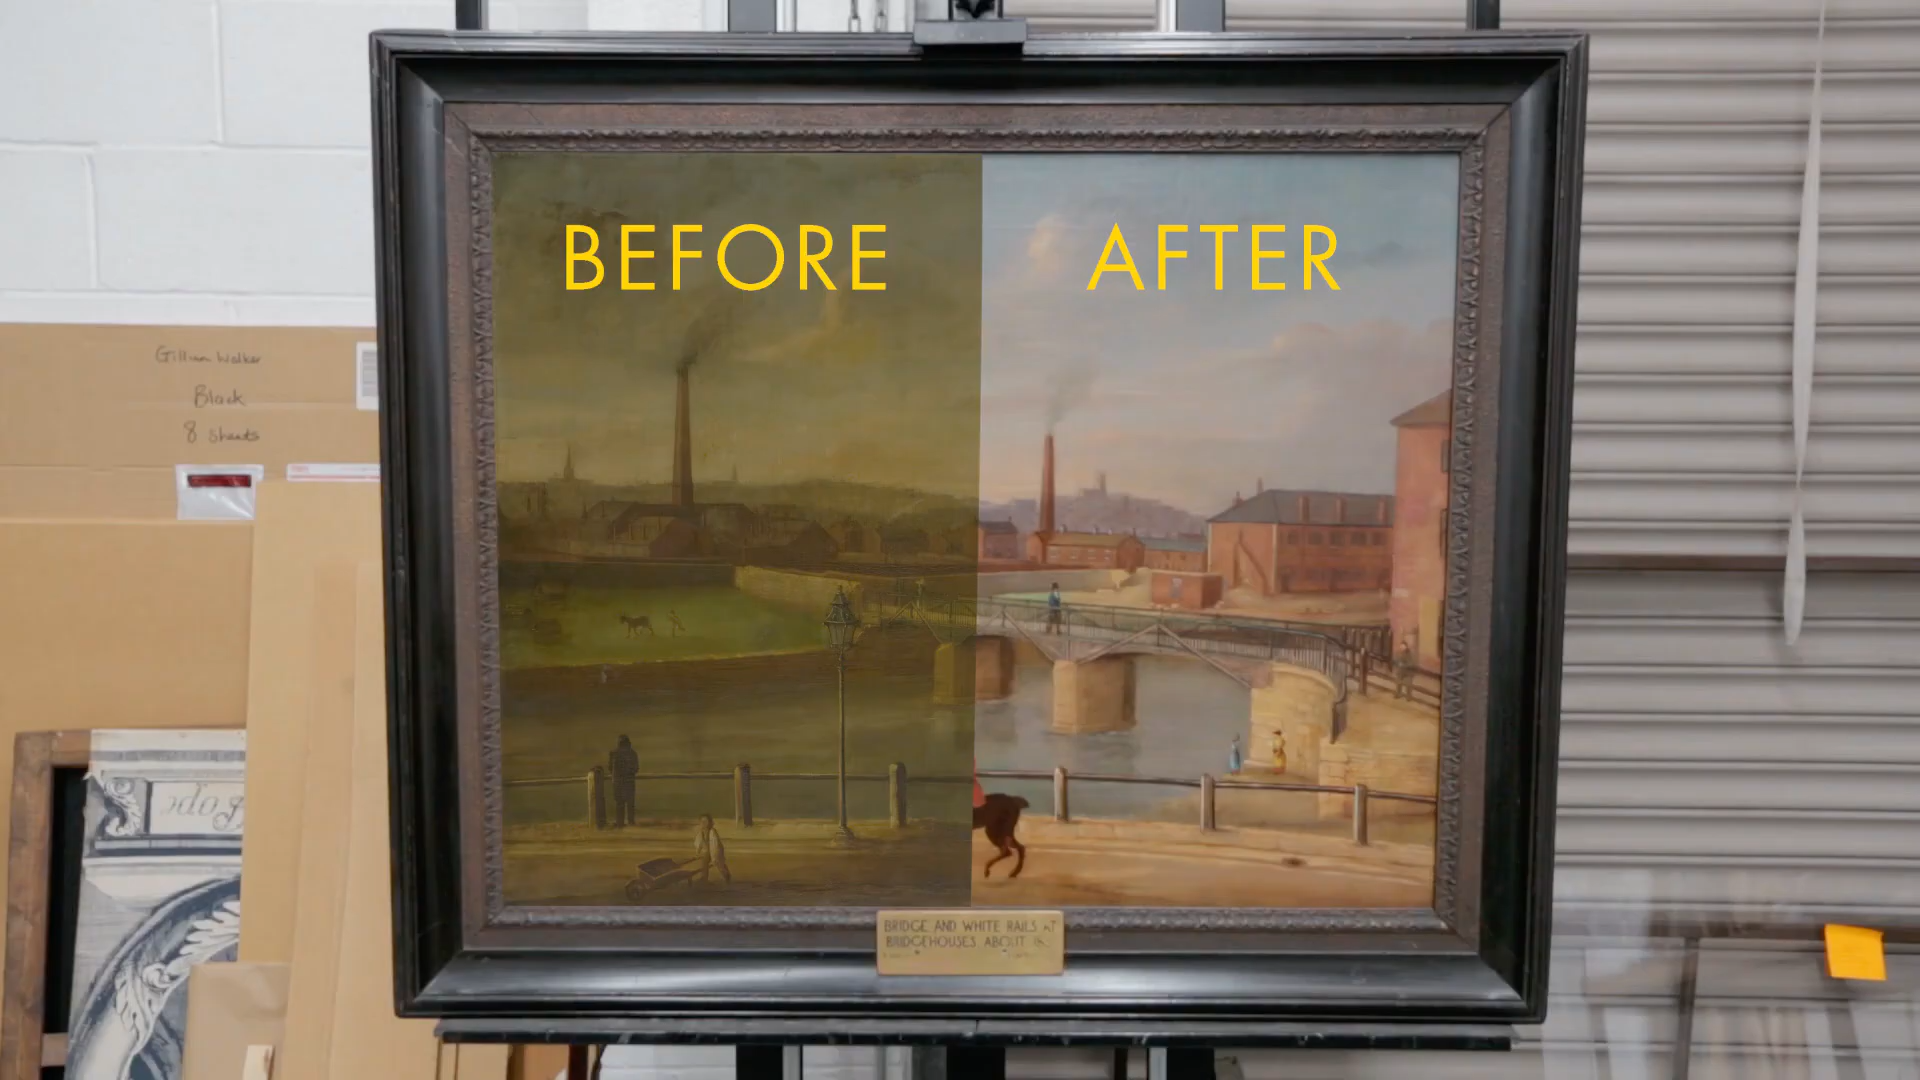 BEFORE
AFTER
Gillian Walker
Black
8 Sheets
BRIDGE AND WHITE RAILS AT
BRIDGEHOUSES ABOUT